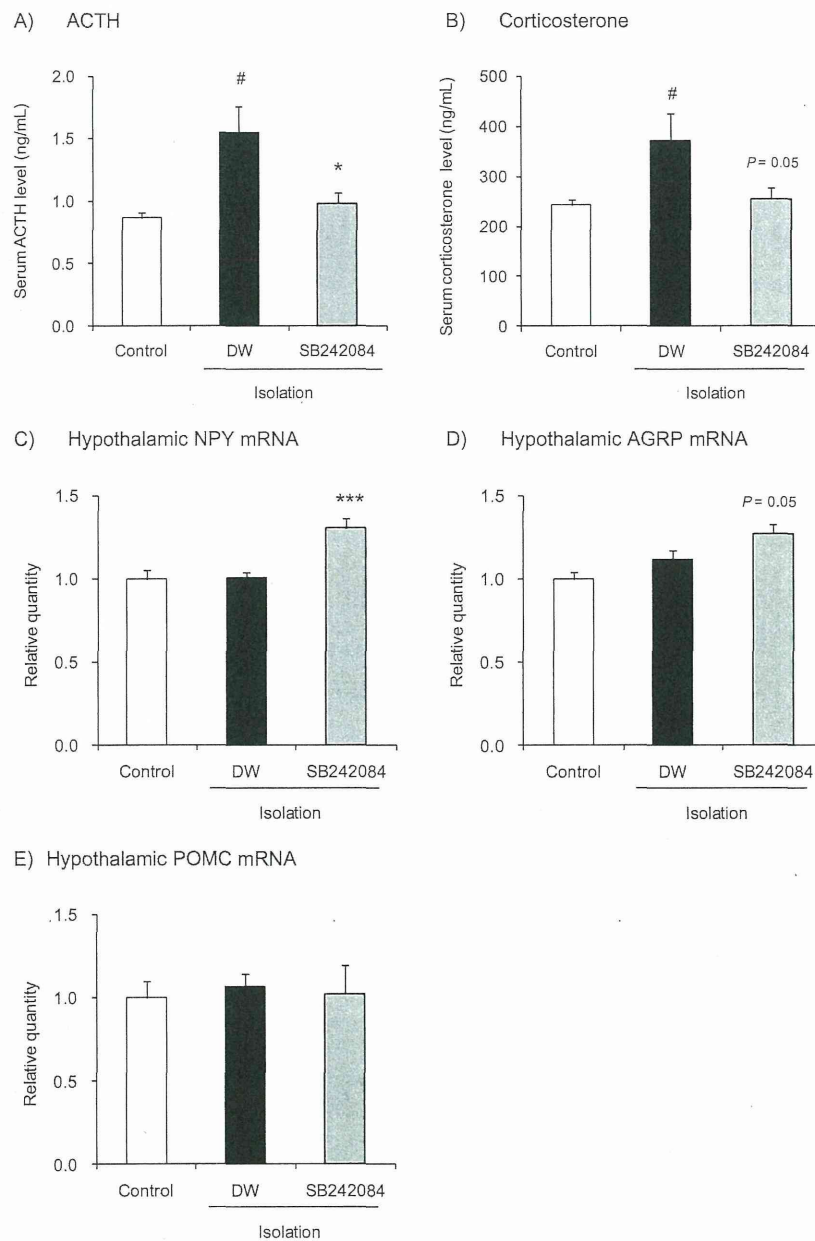 A) ACTH
Serum ACTH level (ng/mL)
2.0
1.5
1.0
0.5
0.0
#
*
Control DW SB242084
Isolation
B) Corticosterone
Serum corticosterone level (ng/mL)
500
400
300
200
100
0
#
P = 0.05
Control DW SB242084
Isolation
C) Hypothalamic NPY mRNA
Relative quantity
1.5
1.0
0.5
0.0
***
Control DW SB242084
Isolation
D) Hypothalamic AGRP mRNA
Relative quantity
1.5
1.0
0.5
0.0
P = 0.05
Control DW SB242084
Isolation
E) Hypothalamic POMC mRNA
Relative quantity
1.5
1.0
0.5
0.0
Control DW SB242084
Isolation